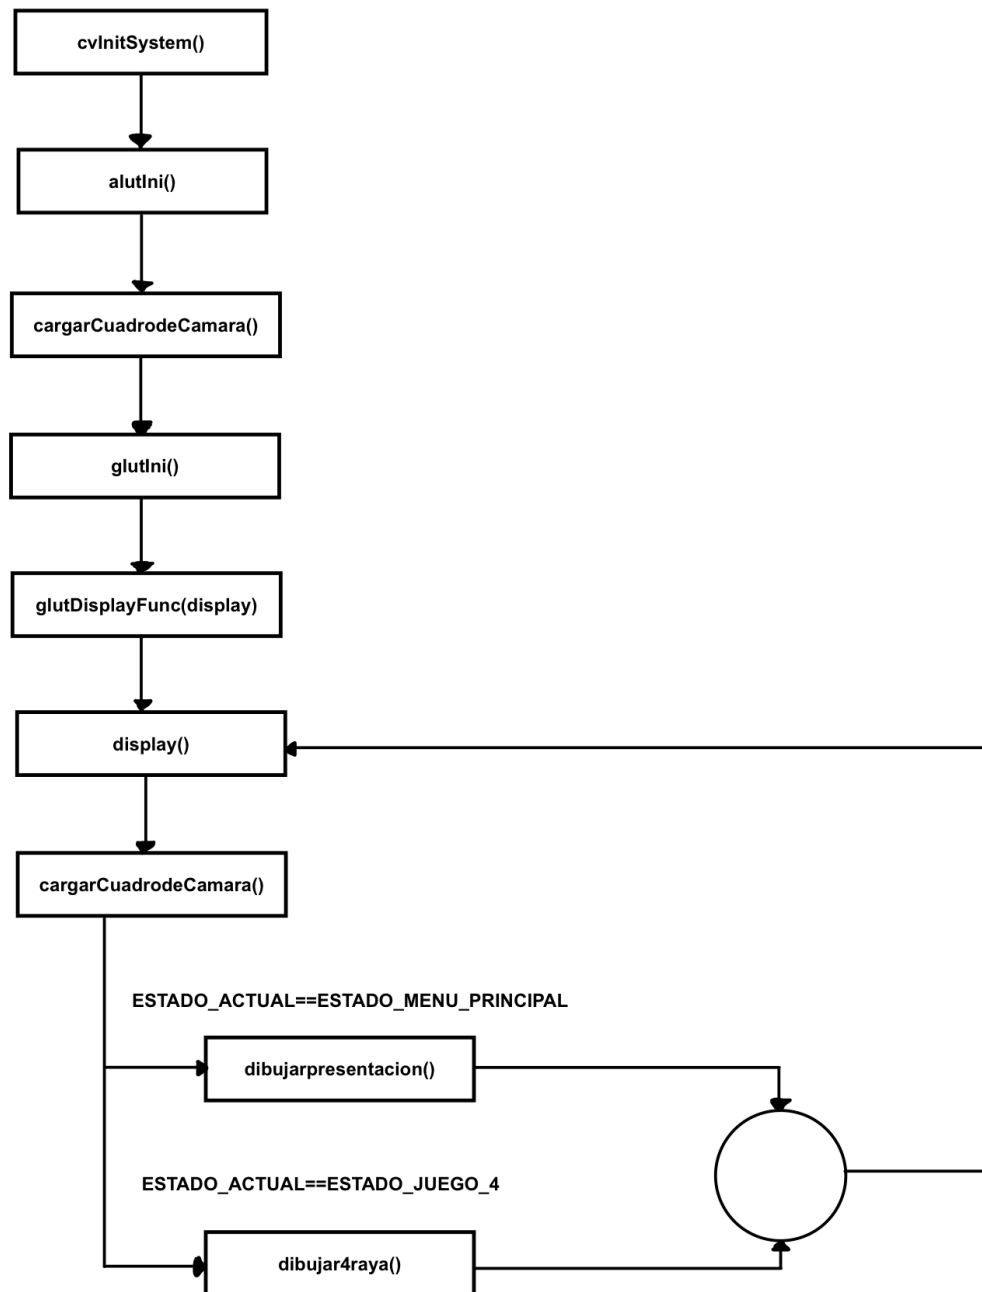 cvInitSystem()
alutIni()
cargarCuadrodeCamara()
glutIni()
glutDisplayFunc(display)
display()
cargarCuadrodeCamara()
ESTADO_ACTUAL==ESTADO_MENU_PRINCIPAL
dibujarpresentacion()
ESTADO_ACTUAL==ESTADO_JUEGO_4
dibujar4raya()